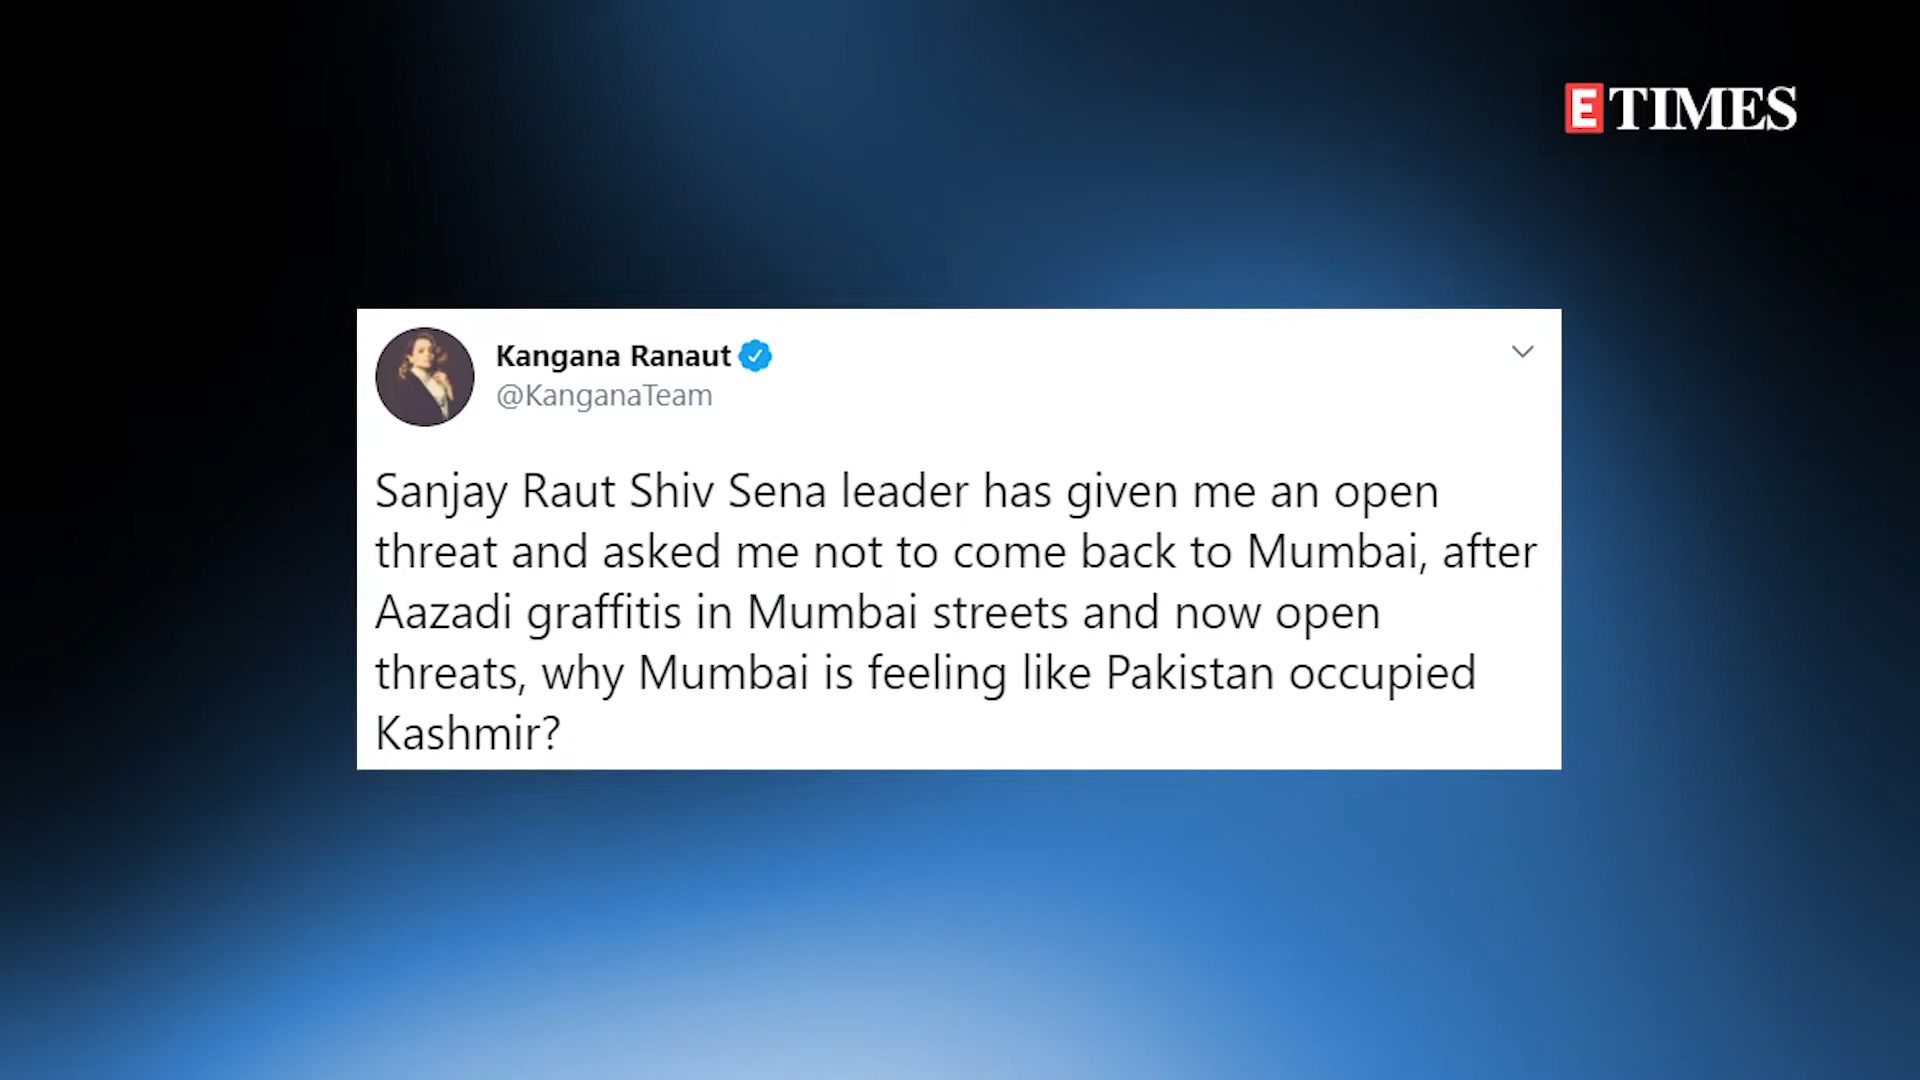 E TIMES
Kangana Ranaut
@KanganaTeam
Sanjay Raut Shiv Sena leader has given me an open
threat and asked me not to come back to Mumbai, after
Aazadi graffitis in Mumbai streets and now open
threats, why Mumbai is feeling like Pakistan occupied
Kashmir?